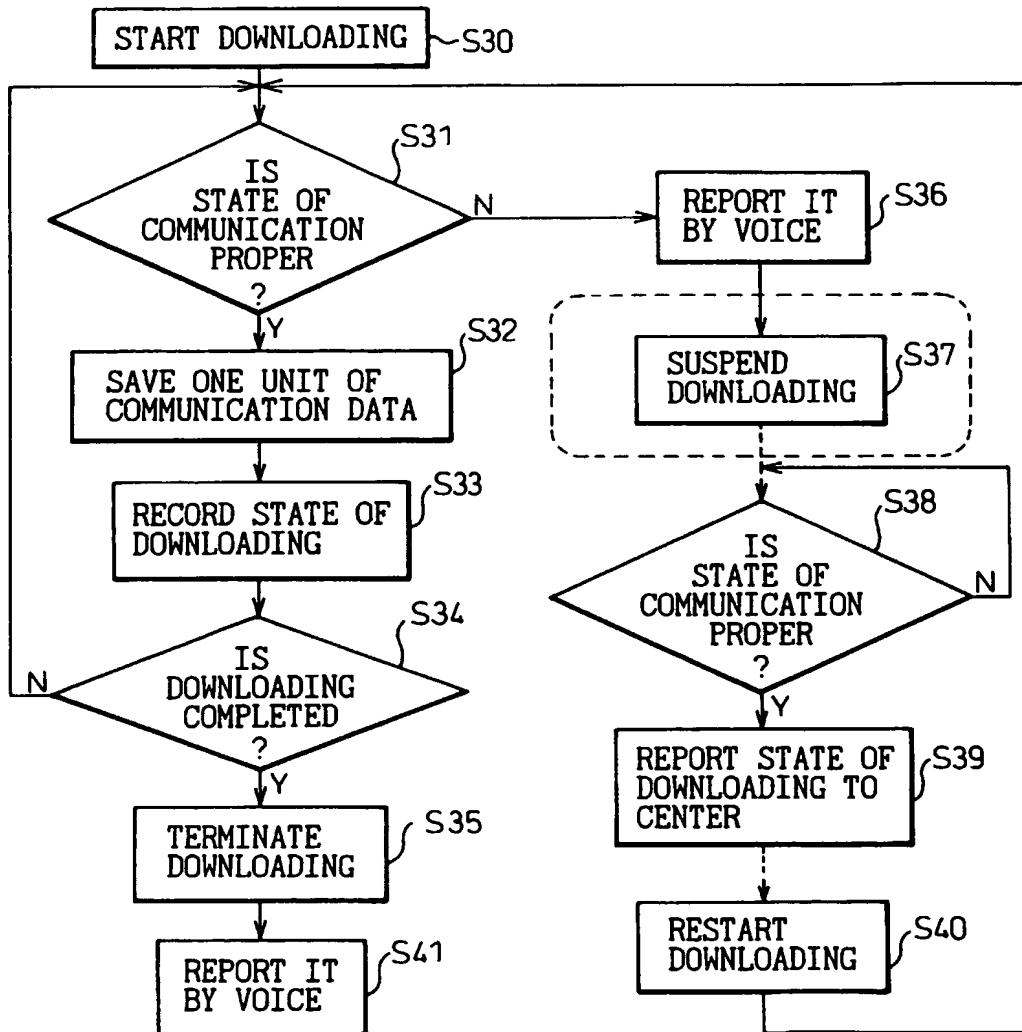 START DOWNLOADING
S30
IS
STATE OF
COMMUNICATION
PROPER
?
S31
N
Y
SAVE ONE UNIT OF
COMMUNICATION DATA
S32
RECORD STATE OF
DOWNLOADING
S33
IS
DOWNLOADING
COMPLETED
?
S34
N
Y
TERMINATE
DOWNLOADING
S35
REPORT IT
BY VOICE
S41
REPORT IT
BY VOICE
S36
SUSPEND
DOWNLOADING
S37
IS
STATE OF
COMMUNICATION
PROPER
?
S38
N
Y
REPORT STATE OF
DOWNLOADING TO
CENTER
S39
RESTART
DOWNLOADING
S40